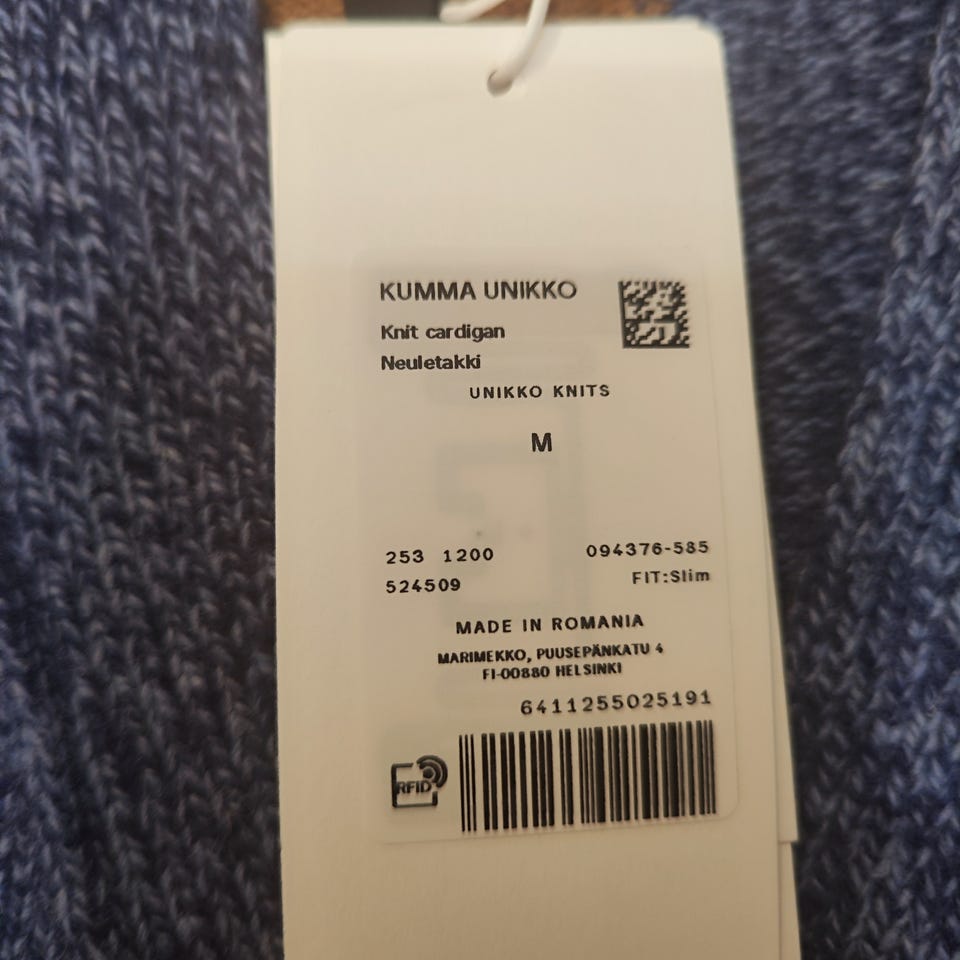 KUMMA UNIKKO
Knit cardigan
Neuletakki
UNIKKO KNITS
M
253 1200 094376-585
524509 FIT:Slim
MADE IN ROMANIA
MARIMEKKO, PUUSEPÄNKATU 4
FI-00880 HELSINKI
6411255025191
RFID